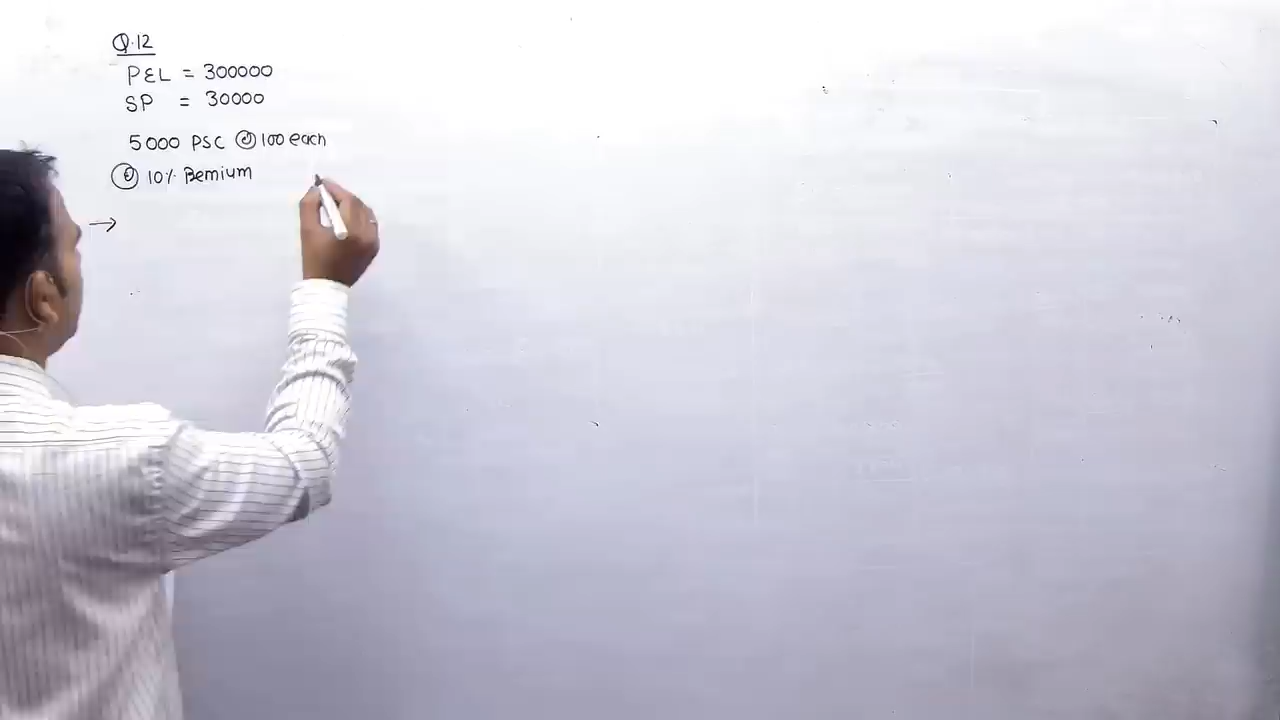 Q.12
P&L = 300000
SP = 30000
5000 PSC @ 100 each
@ 10% Premium
→